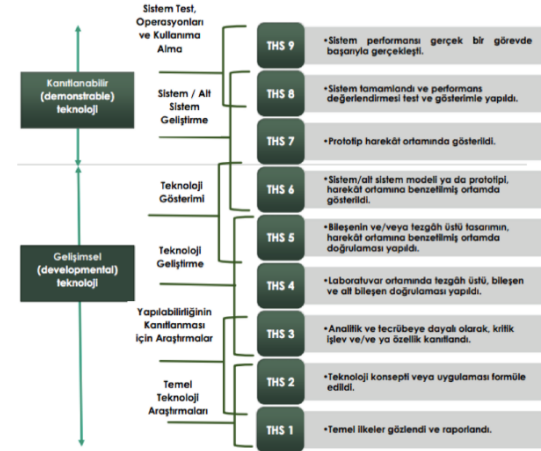 Sistem Test,
Operasyonları
ve Kullanıma
Alma
THS 9
•Sistem performansı gerçek bir görevde
başarıyla gerçekleşti.
Kanıtlanabilir
(demonstrable)
teknoloji
Sistem / Alt
Sistem
Geliştirme
THS 8
•Sistem tamamlandı ve performans
değerlendirmesi test ve gösterimle yapıldı.
THS 7
•Prototip harekât ortamında gösterildi.
Teknoloji
Gösterimi
THS 6
•Sistem/alt sistem modeli ya da prototipi,
harekât ortamına benzetilmiş ortamda
gösterildi.
Gelişimsel
(developmental)
teknoloji
Teknoloji
Geliştirme
THS 5
•Bileşenin ve/veya tezgâh üstü tasarımın,
harekât ortamına benzetilmiş ortamda
doğrulaması yapıldı.
THS 4
•Laboratuvar ortamında tezgâh üstü, bileşen
ve alt bileşen doğrulaması yapıldı.
Yapılabilirliğinin
Kanıtlanması
için Araştırmalar
THS 3
•Analitik ve tecrübeye dayalı olarak, kritik
işlev ve/ve ya özellik kanıtlandı.
Temel
Teknoloji
Araştırmaları
THS 2
•Teknoloji konsepti veya uygulaması formüle
edildi.
THS 1
•Temel ilkeler gözlendi ve raporlandı.